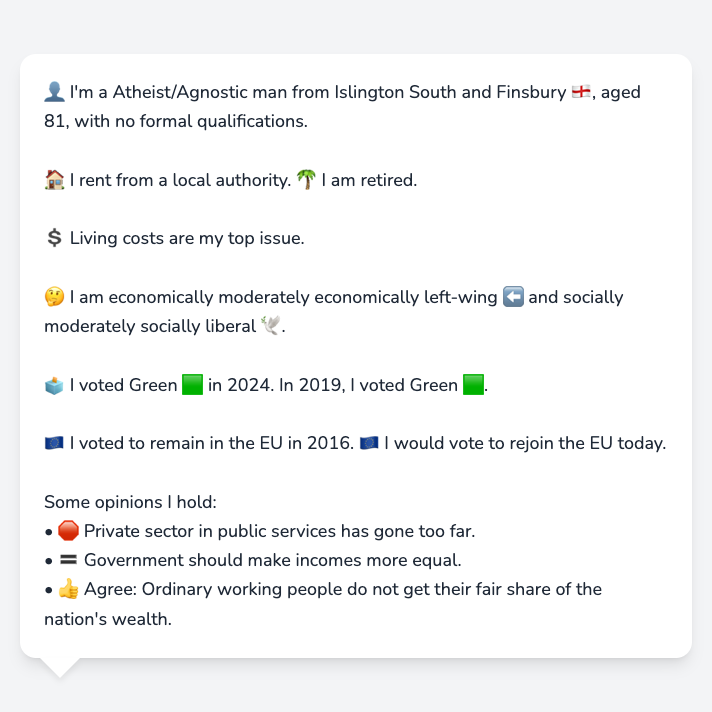 👤 I'm a Atheist/Agnostic man from Islington South and Finsbury 🏴󠁧󠁢󠁥󠁮󠁧󠁿, aged
81, with no formal qualifications.
🏠 I rent from a local authority. 🌴 I am retired.
💲 Living costs are my top issue.
🤔 I am economically moderately economically left-wing ⬅️ and socially
moderately socially liberal 🕊️.
🗳️ I voted Green 🟩 in 2024. In 2019, I voted Green 🟩.
🇪🇺 I voted to remain in the EU in 2016. 🇪🇺 I would vote to rejoin the EU today.
Some opinions I hold:
• 🛑 Private sector in public services has gone too far.
• 🟰 Government should make incomes more equal.
• 👍 Agree: Ordinary working people do not get their fair share of the
nation's wealth.